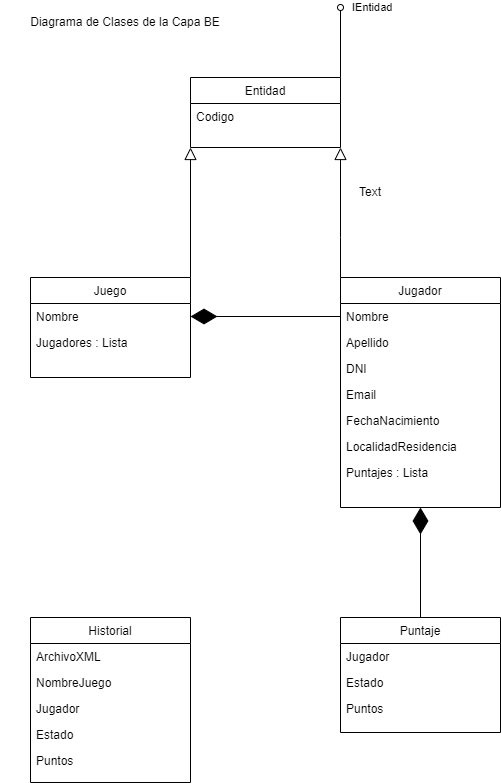 IEntidad
Diagrama de Clases de la Capa BE
Entidad
Codigo
Text
Juego
Nombre
Jugadores : Lista
Jugador
Nombre
Apellido
DNI
Email
FechaNacimiento
LocalidadResidencia
Puntajes : Lista
Historial
ArchivoXML
NombreJuego
Jugador
Estado
Puntos
Puntaje
Jugador
Estado
Puntos